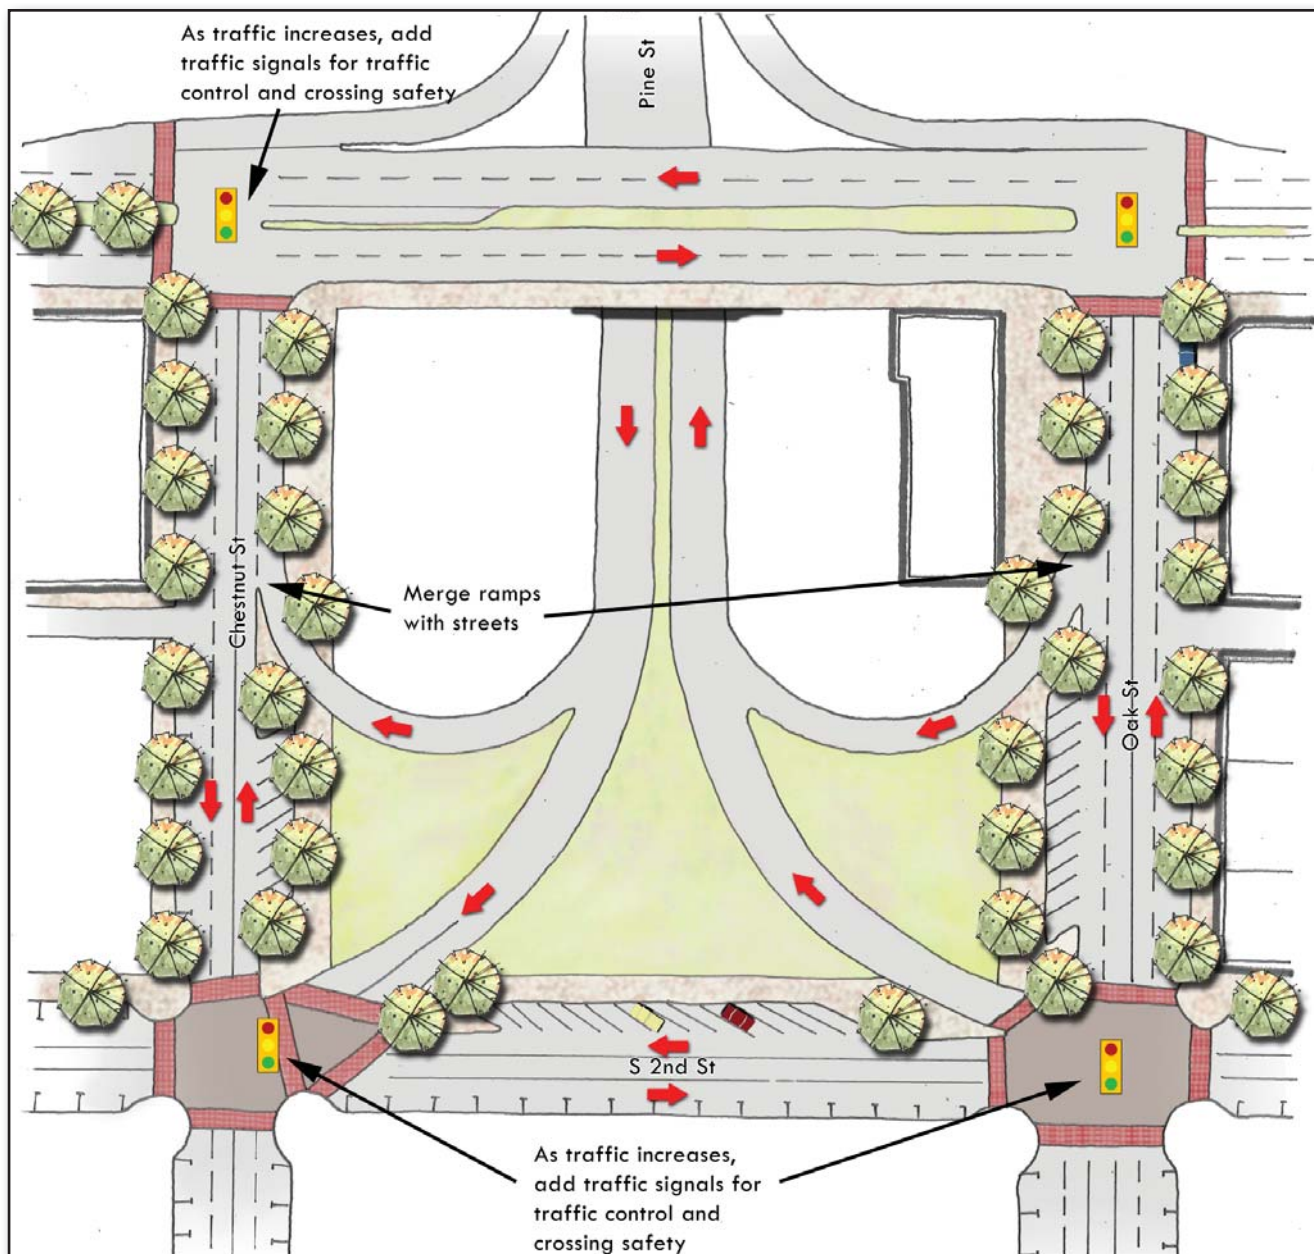 As traffic increases, add
traffic signals for traffic
control and crossing safety
Pine St
Chestnut St
Merge ramps
with streets
Oak St
S 2nd St
As traffic increases,
add traffic signals for
traffic control and
crossing safety